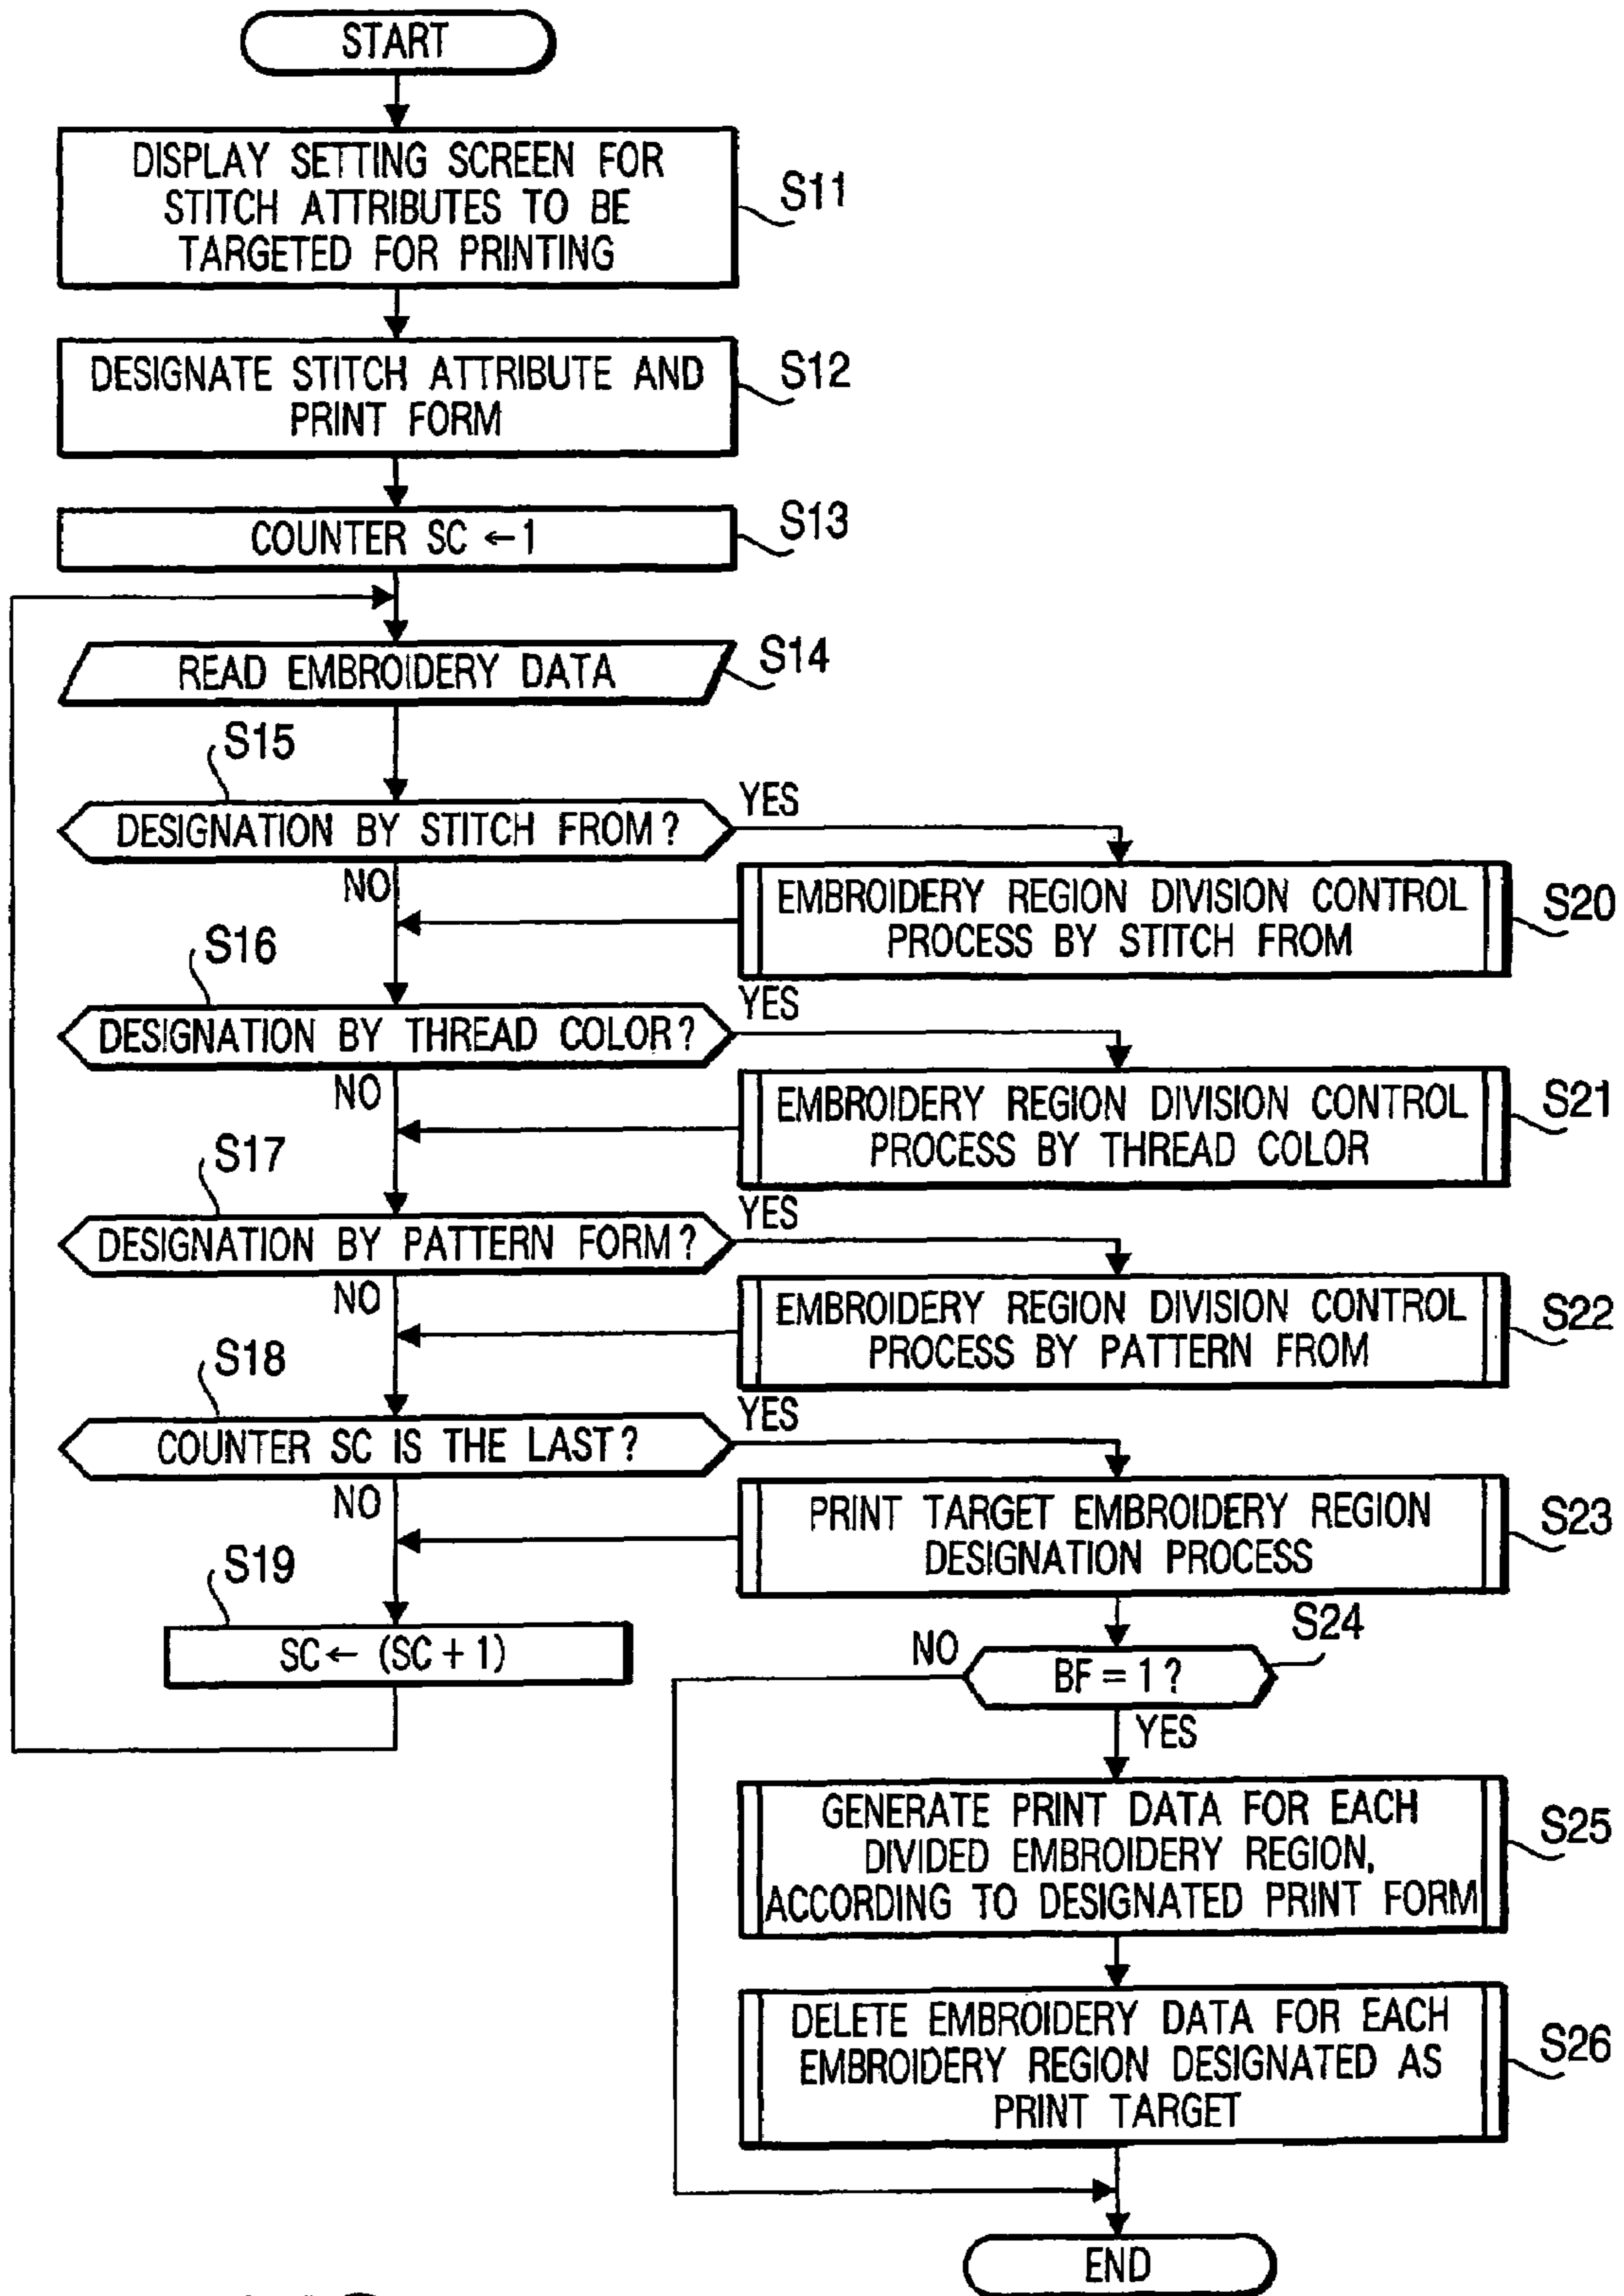 START
DISPLAY SETTING SCREEN FOR
STITCH ATTRIBUTES TO BE
TARGETED FOR PRINTING
S11
DESIGNATE STITCH ATTRIBUTE AND
PRINT FORM
S12
COUNTER SC ←1
S13
READ EMBROIDERY DATA
S14
S15
DESIGNATION BY STITCH FROM?
YES
NO
EMBROIDERY REGION DIVISION CONTROL
PROCESS BY STITCH FROM
S20
S16
DESIGNATION BY THREAD COLOR?
YES
NO
EMBROIDERY REGION DIVISION CONTROL
PROCESS BY THREAD COLOR
S21
S17
DESIGNATION BY PATTERN FORM?
YES
NO
EMBROIDERY REGION DIVISION CONTROL
PROCESS BY PATTERN FROM
S22
S18
COUNTER SC IS THE LAST?
YES
NO
PRINT TARGET EMBROIDERY REGION
DESIGNATION PROCESS
S23
S19
SC← (SC + 1)
S24
NO
BF = 1 ?
YES
GENERATE PRINT DATA FOR EACH
DIVIDED EMBROIDERY REGION,
ACCORDING TO DESIGNATED PRINT FORM
S25
DELETE EMBROIDERY DATA FOR EACH
EMBROIDERY REGION DESIGNATED AS
PRINT TARGET
S26
END